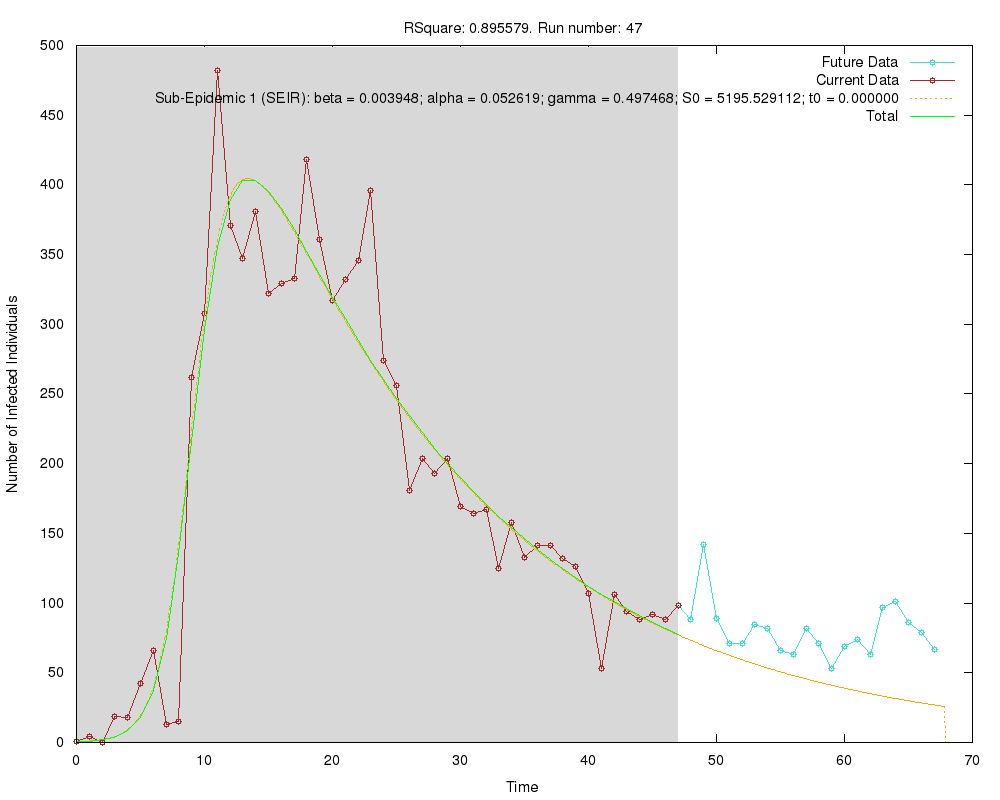 RSquare: 0.895579. Run number: 47
500
450
400
350
300
250
200
150
100
50
0
Number of Infected Individuals
Future Data
Current Data
Sub-Epidemic 1 (SEIR): beta = 0.003948; alpha = 0.052619; gamma = 0.497468; S0 = 5195.529112; t0 = 0.000000
Total
0 10 20 30 40 50 60 70
Time